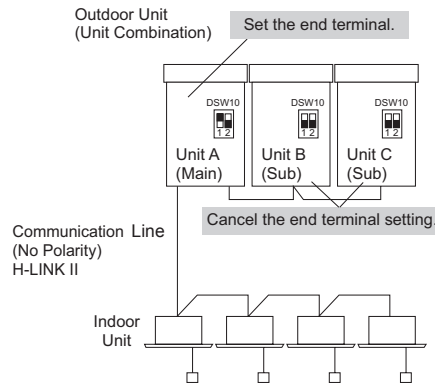 Outdoor Unit
(Unit Combination)
Set the end terminal.
DSW10
1 2
Unit A
(Main)
DSW10
1 2
Unit B
(Sub)
DSW10
1 2
Unit C
(Sub)
Cancel the end terminal setting.
Communication Line
(No Polarity)
H-LINK II
Indoor
Unit